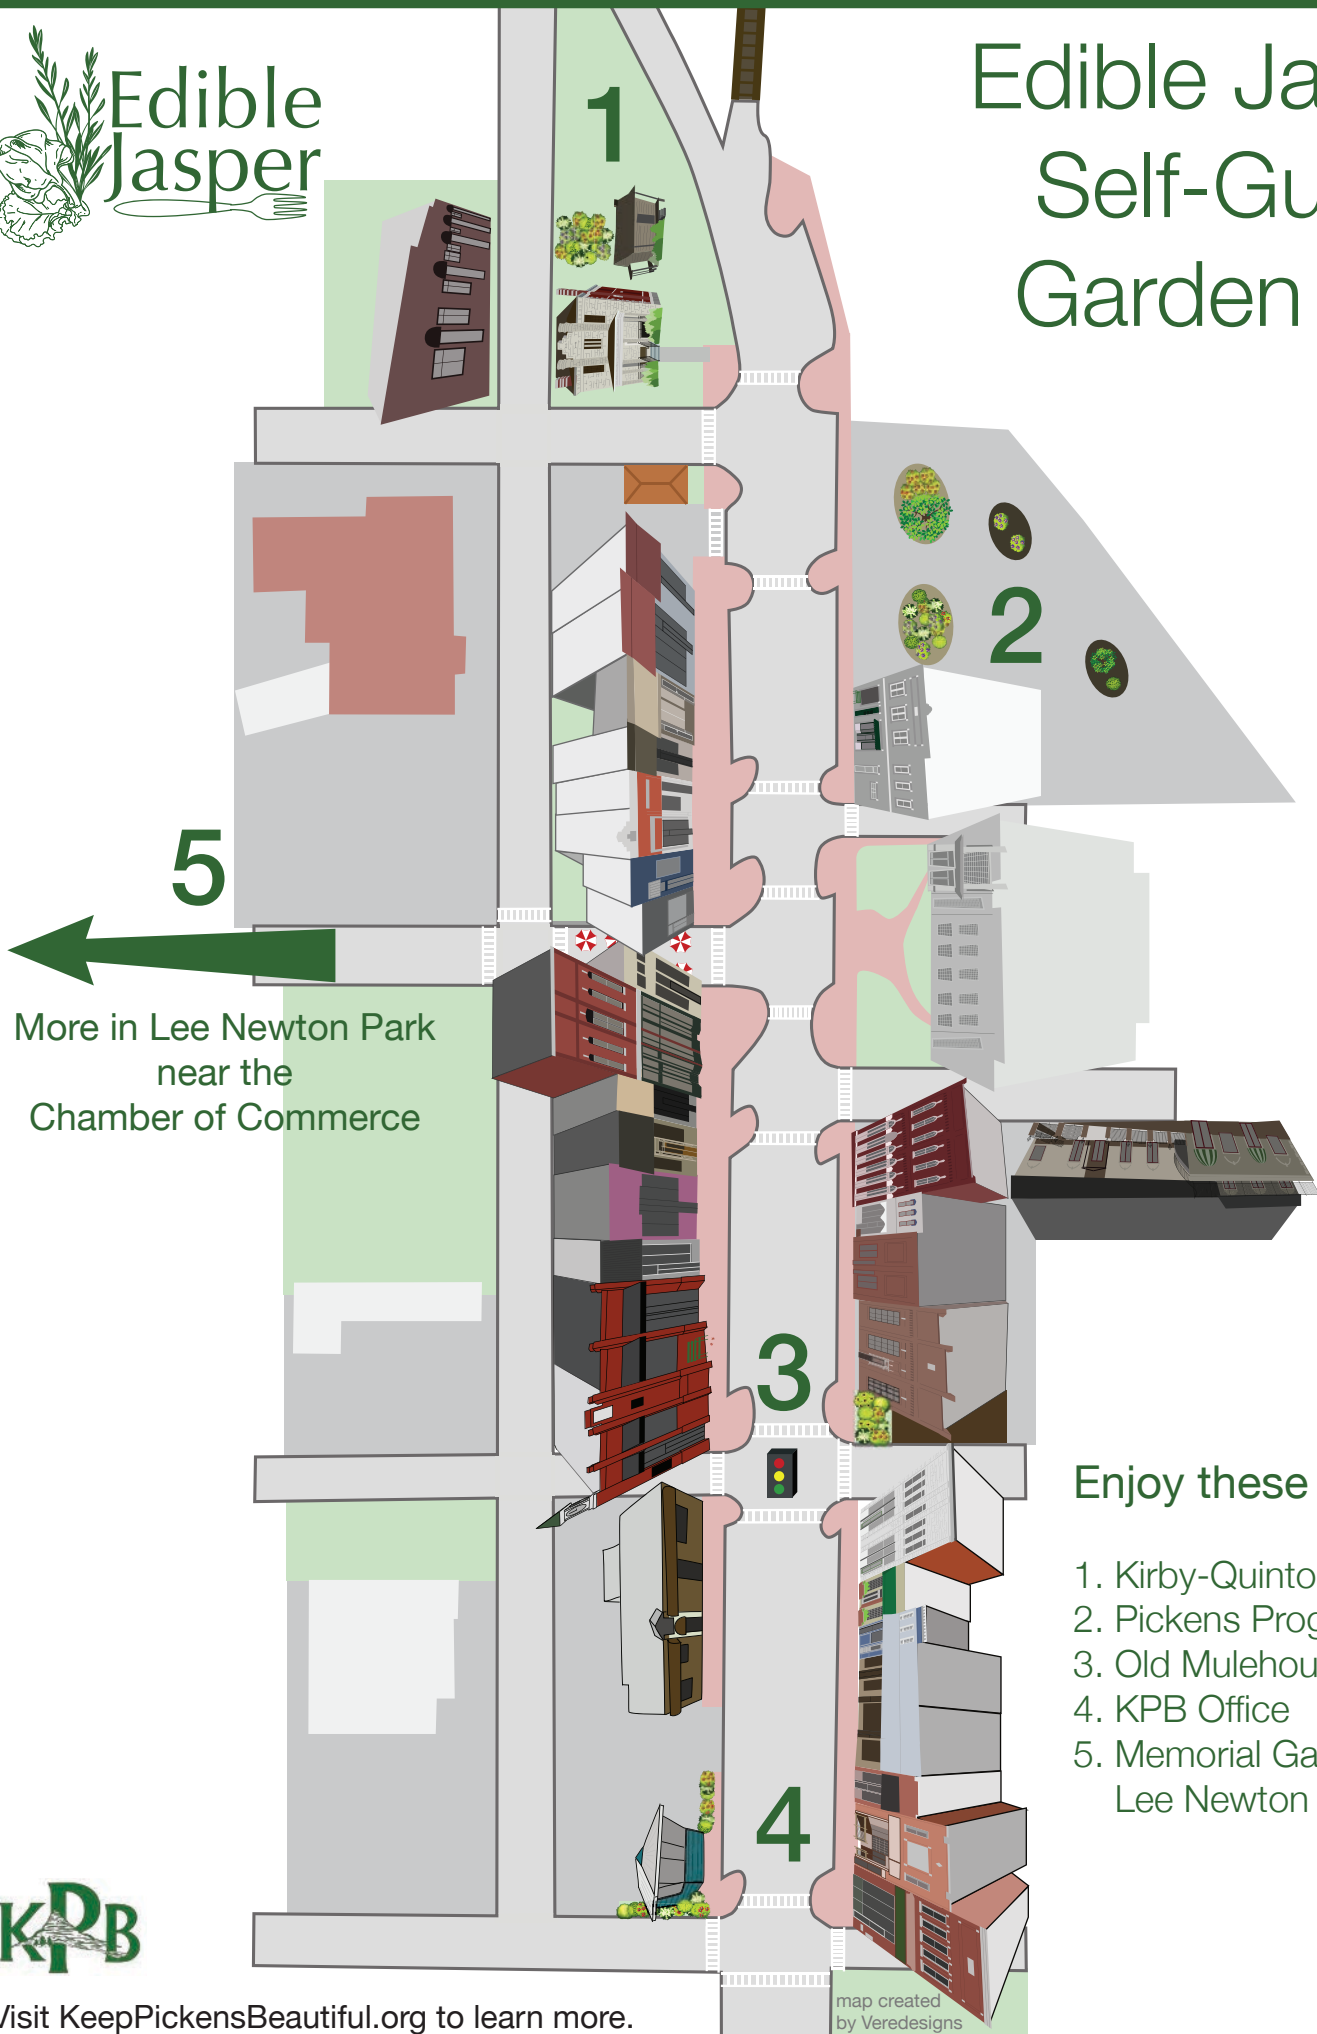 Edible
Jasper
Edible Ja
Self-Gu
Garden
1
2
5
More in Lee Newton Park
near the
Chamber of Commerce
3
Enjoy these
1. Kirby-Quinto
2. Pickens Prog
3. Old Mulehou
4. KPB Office
5. Memorial Ga
Lee Newton
4
KPB
Visit KeepPickensBeautiful.org to learn more.
map created
by Veredesigns